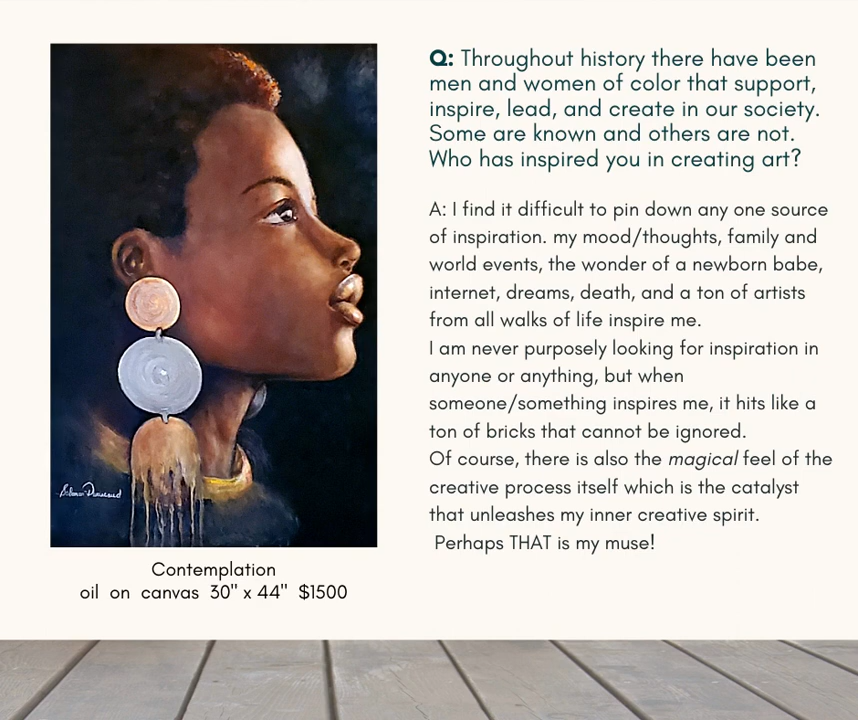 Q: Throughout history there have been
men and women of color that support,
inspire, lead, and create in our society.
Some are known and others are not.
Who has inspired you in creating art?
A: I find it difficult to pin down any one source
of inspiration. my mood/thoughts, family and
world events, the wonder of a newborn babe,
internet, dreams, death, and a ton of artists
from all walks of life inspire me.
I am never purposely looking for inspiration in
anyone or anything, but when
someone/something inspires me, it hits like a
ton of bricks that cannot be ignored.
Of course, there is also the magical feel of the
creative process itself which is the catalyst
that unleashes my inner creative spirit.
Perhaps THAT is my muse!
Contemplation
oil on canvas 30" x 44" $1500